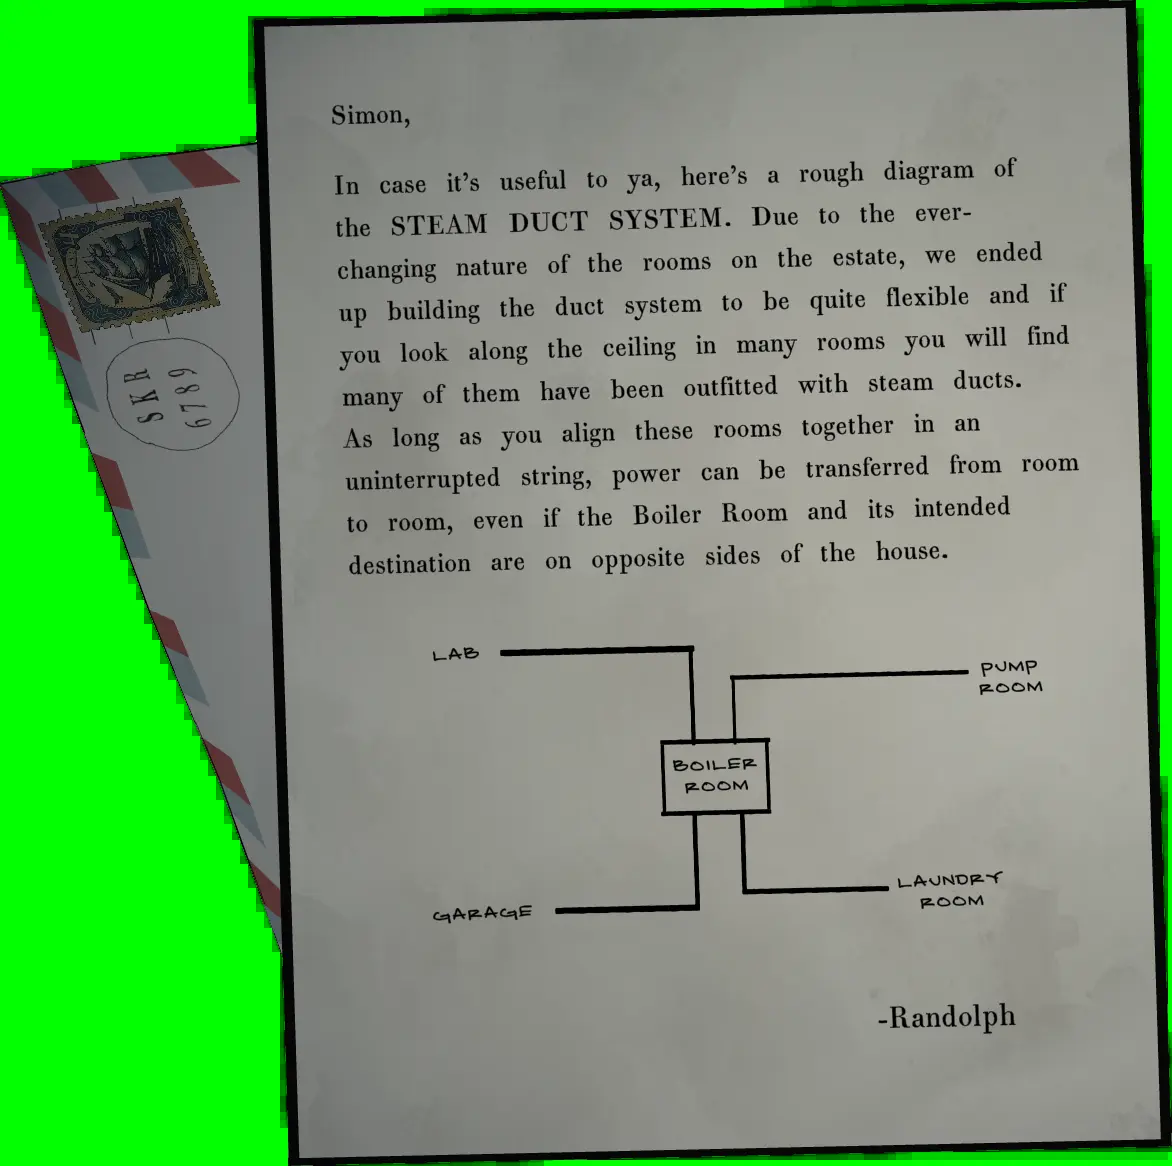 Simon,
In case it's useful to ya, here's a rough diagram of
the STEAM DUCT SYSTEM. Due to the ever-
changing nature of the rooms on the estate, we ended
up building the duct system to be quite flexible and if
you look along the ceiling in many rooms you will find
many of them have been outfitted with steam ducts.
As long as you align these rooms together in an
uninterrupted string, power can be transferred from room
to room, even if the Boiler Room and its intended
destination are on opposite sides of the house.
LAB
PUMP
ROOM
BOILER
ROOM
GARAGE
LAUNDRY
ROOM
-Randolph
SKR
6789